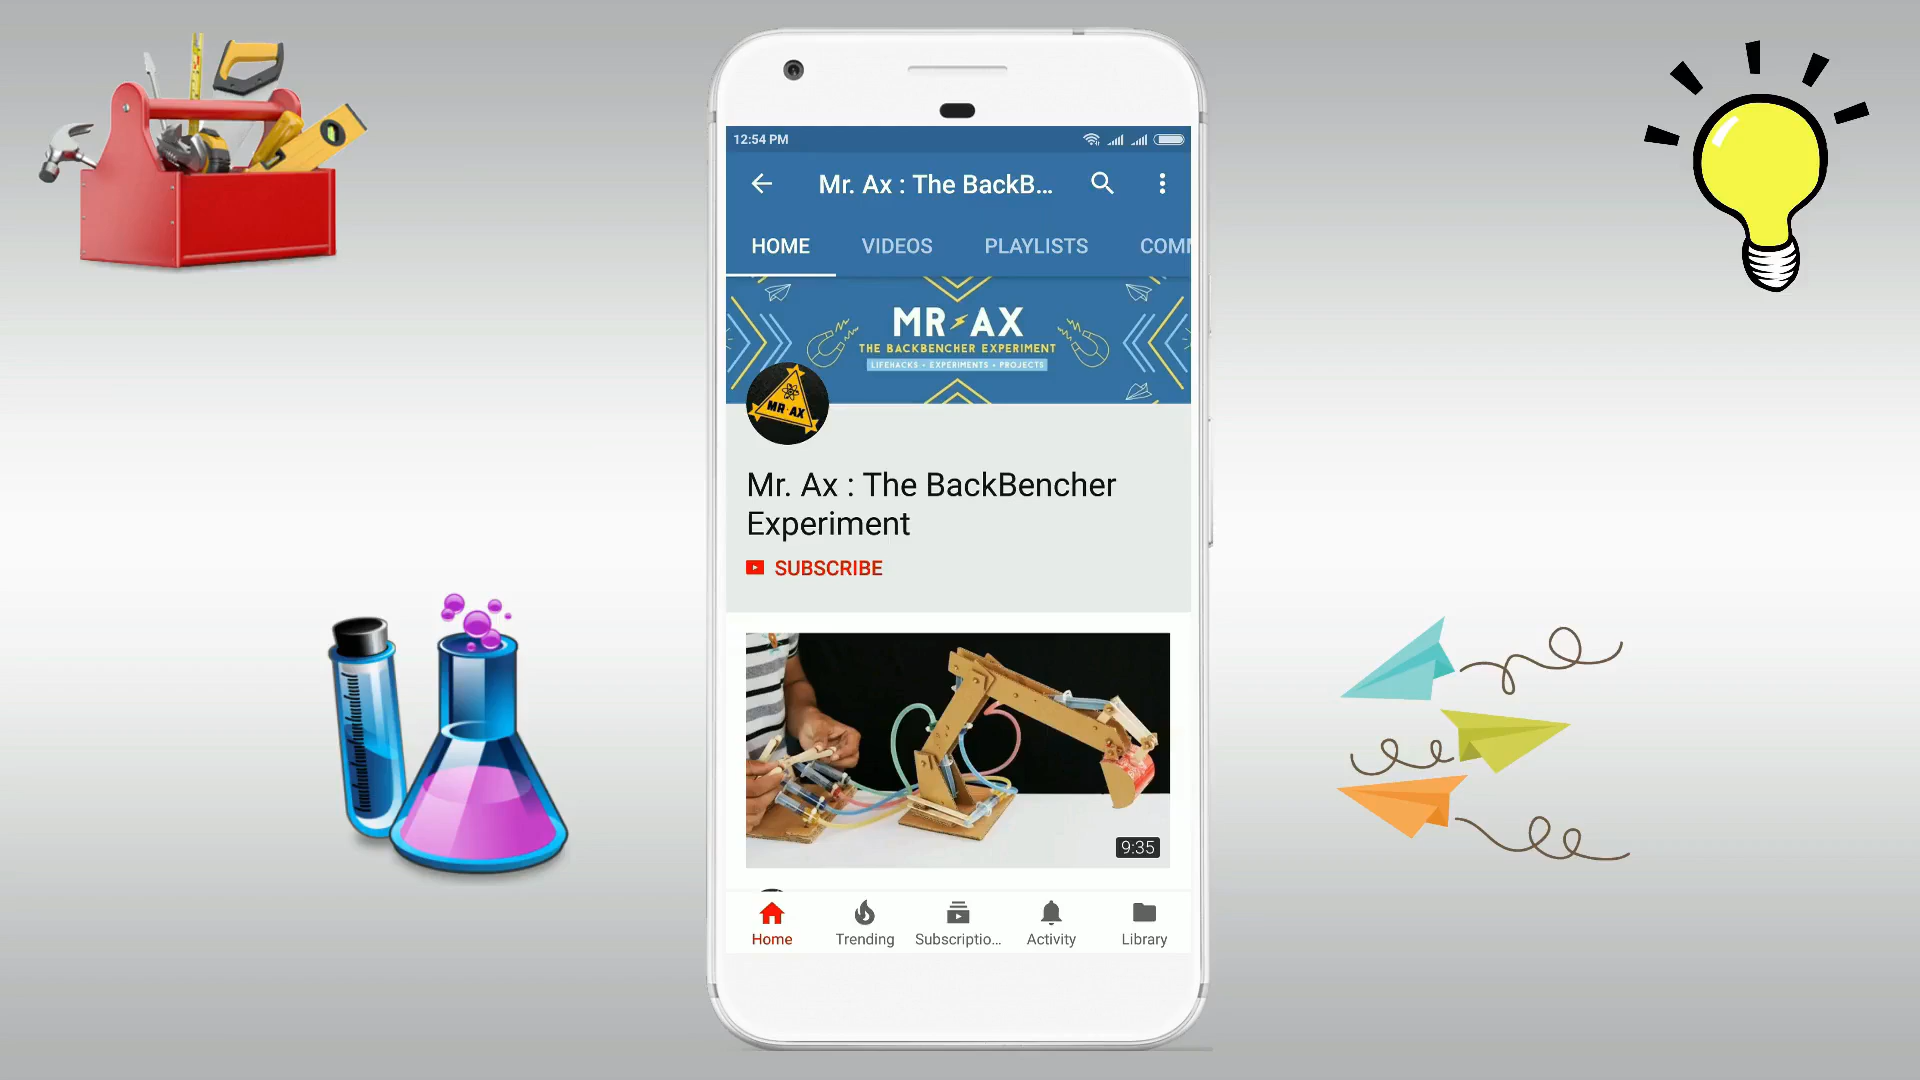 12:54 PM
Mr. Ax : The BackB...
HOME VIDEOS PLAYLISTS COMM
MR AX
THE BACKBENCHER EXPERIMENT
LIFEHACKS • EXPERIMENTS • PROJECTS
MR AX
Mr. Ax : The BackBencher
Experiment
SUBSCRIBE
9:35
Home Trending Subscriptio... Activity Library